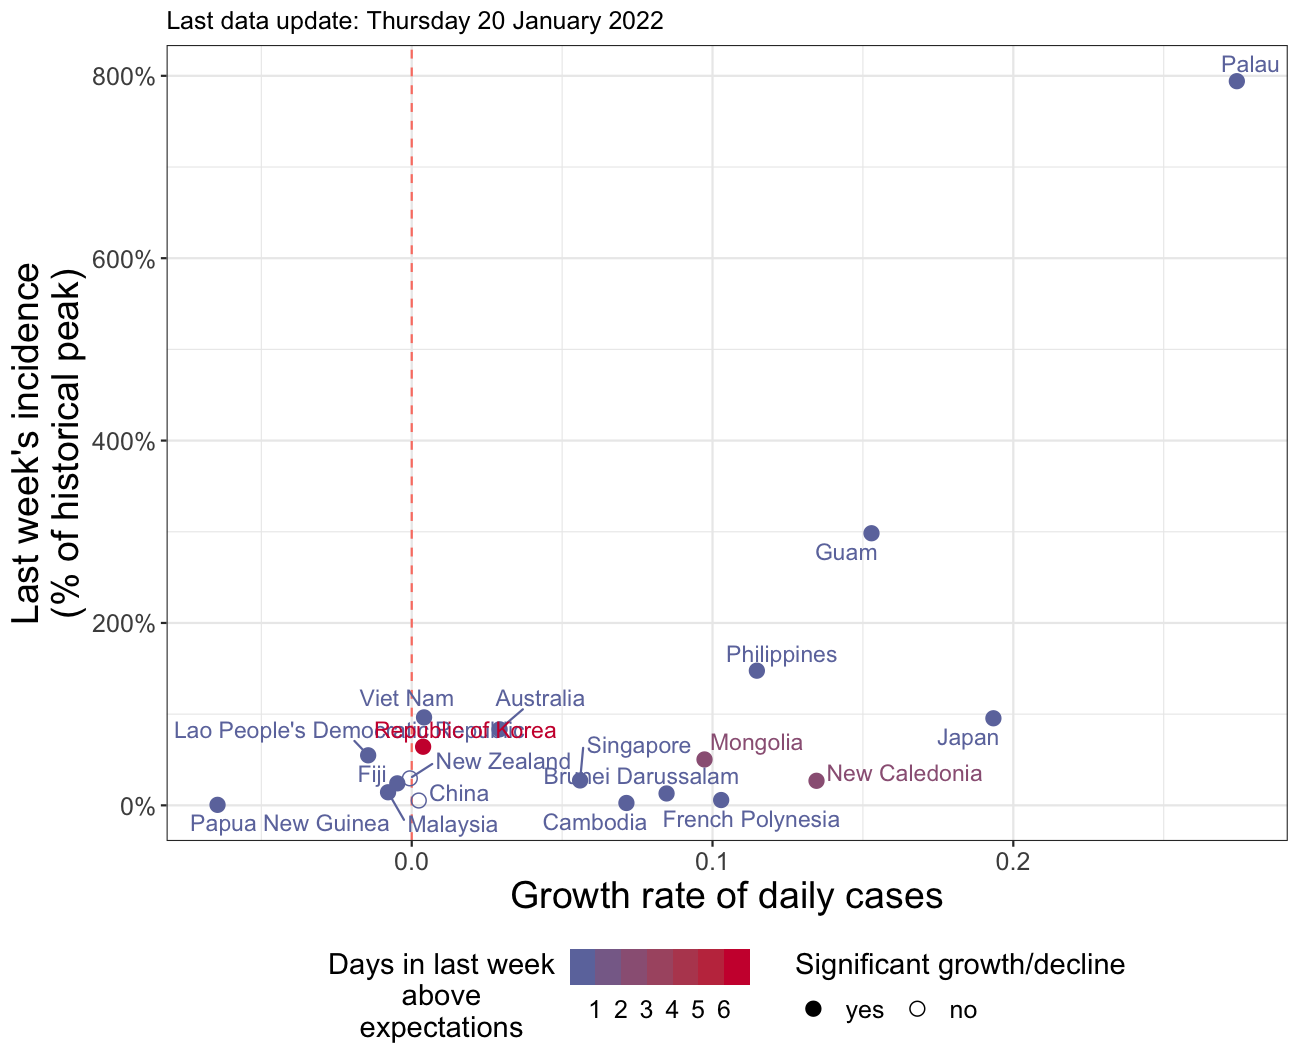 Last data update: Thursday 20 January 2022
Last week's incidence
(% of historical peak)
800%
600%
400%
200%
0%
Palau
Guam
Philippines
Viet Nam
Australia
Lao People's Democratic Republic
Republic of Korea
Japan
Mongolia
Singapore
New Zealand
Fiji
Brunei Darussalam
New Caledonia
China
Papua New Guinea
Malaysia
Cambodia
French Polynesia
0.0
0.1
0.2
Growth rate of daily cases
Days in last week
above
expectations
1 2 3 4 5 6
Significant growth/decline
yes
no